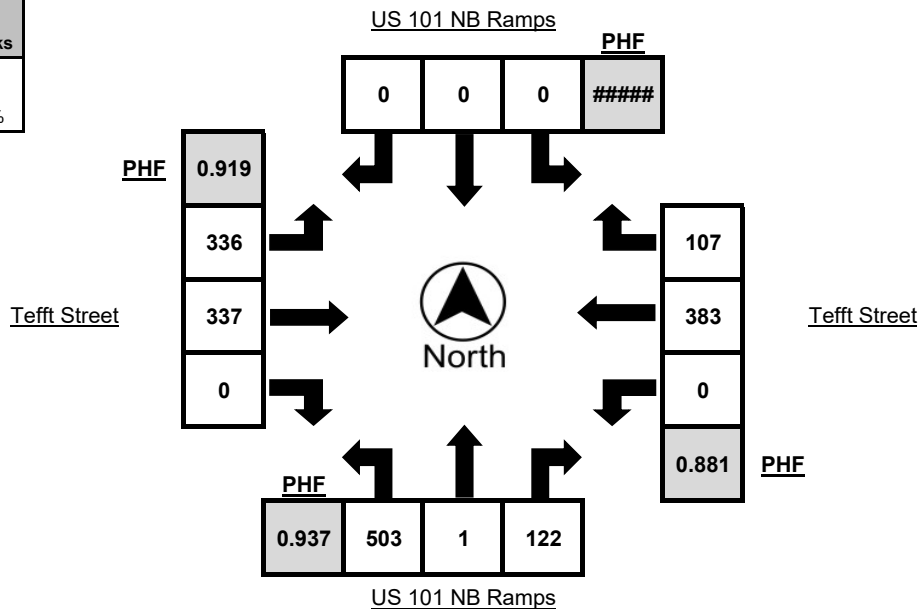 US 101 NB Ramps
PHF
ks
%
0 0 0 #####
PHF 0.919
336
337
0
Tefft Street
North
107
383
0
0.881 PHF
Tefft Street
PHF
0.937 503 1 122
US 101 NB Ramps